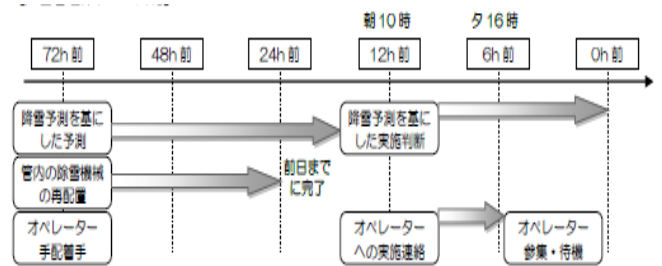 朝10時
夕16時
72h前
48h前
24h前
12h前
6h前
0h前
降雪予測を基に
した予測
降雪予測を基に
した実施判断
管内の除雪機械
の再配置
前日まで
に完了
オペレーター
手配着手
オペレーター
への実施連絡
オペレーター
参集・待機